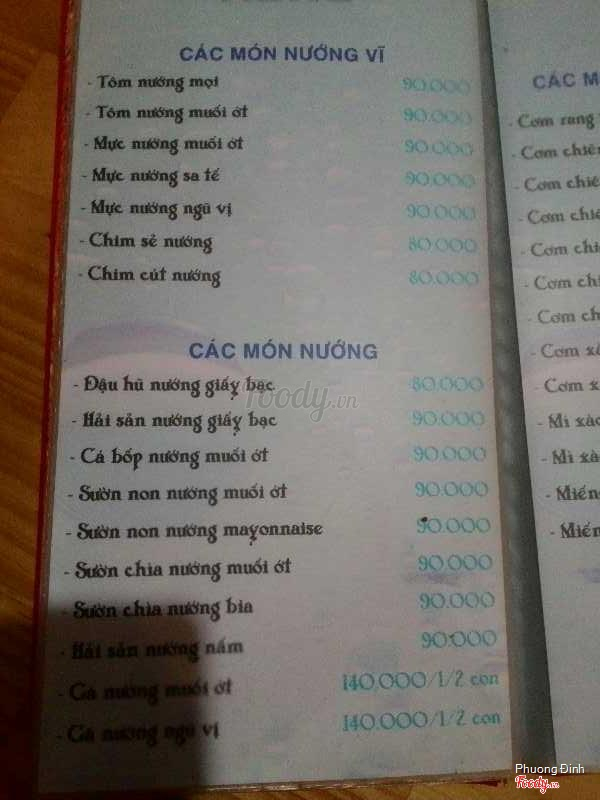 CÁC MÓN NƯỚNG VĨ
- Tôm nướng mọi 90.000
- Tôm nướng muối ớt 90.000
- Mực nướng muối ớt 90.000
- Mực nướng sa tế 90.000
- Mực nướng ngũ vị 90.000
- Chim sẻ nướng 80.000
- Chim cút nướng 80.000
CÁC MÓN NƯỚNG
- Đậu hũ nướng giấy bạc 80.000
- Hải sản nướng giấy bạc 90.000
- Cá bốp nướng muối ớt 90.000
- Sườn non nướng muối ớt 90.000
- Sườn non nướng mayonnaise 90.000
- Sườn chìa nướng muối ớt 90.000
- Sườn chìa nướng bia 90.000
- Hải sản nướng nấm 90.000
- Gà nướng muối ớt 140.000/1/2 con
- Gà nướng ngũ vị 140.000/1/2 con
CÁC M
- Cơm rang
- Cơm chiên
- Cơm chiê
- Cơm chiê
- Cơm chi
- Cơm chi
- Cơm ch
- Cơm xá
- Cơm x
- Mì xào
- Mì xà
- Miến
- Miến
foody.vn
Phuong Đinh
Foody.vn